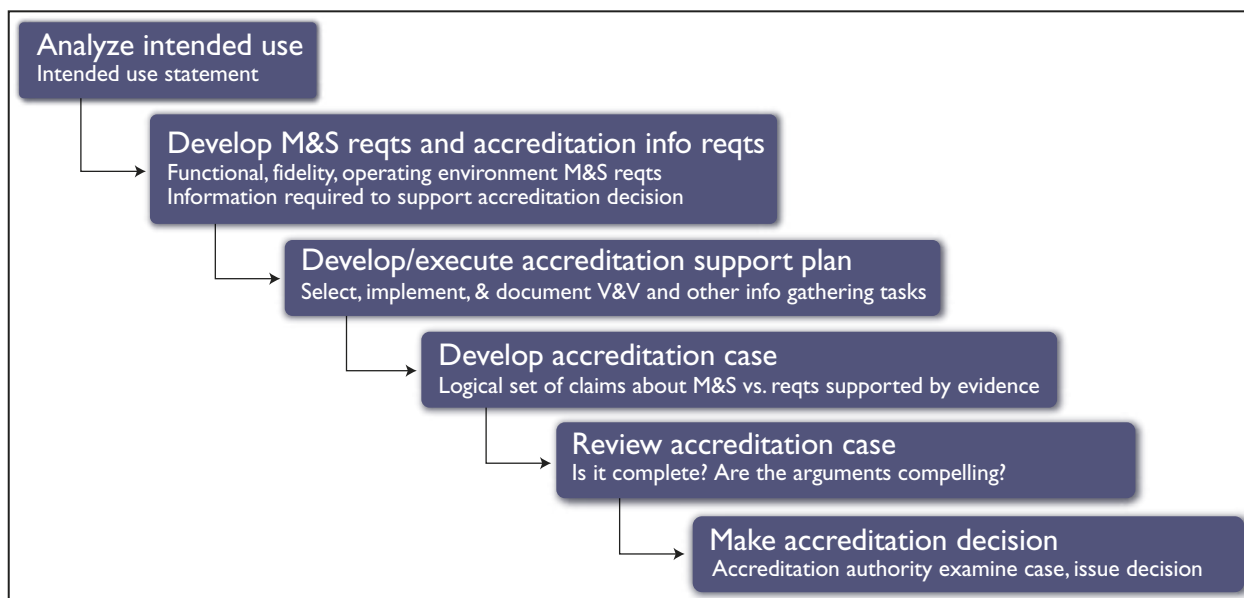 Analyze intended use
Intended use statement
Develop M&S reqts and accreditation info reqts
Functional, fidelity, operating environment M&S reqts
Information required to support accreditation decision
Develop/execute accreditation support plan
Select, implement, & document V&V and other info gathering tasks
Develop accreditation case
Logical set of claims about M&S vs. reqts supported by evidence
Review accreditation case
Is it complete? Are the arguments compelling?
Make accreditation decision
Accreditation authority examine case, issue decision